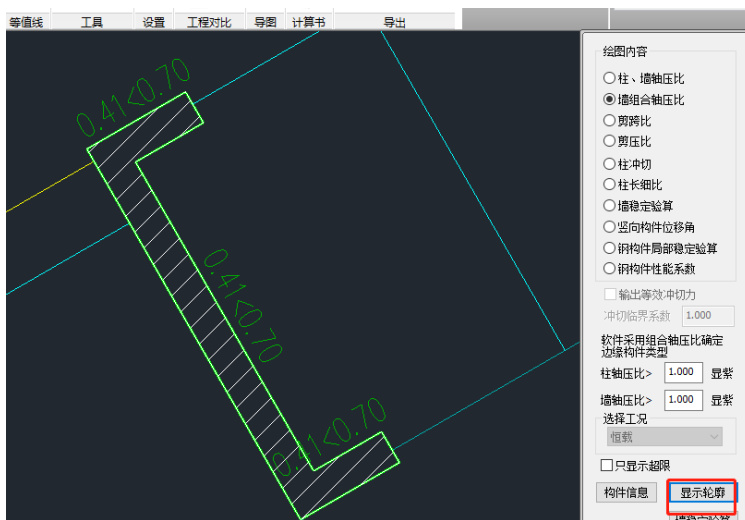 等值线 工具 设置 工程对比 导图 计算书 导出
0.41<0.70
0.41<0.70
0.41<0.70
绘图内容
柱、墙轴压比
墙组合轴压比
剪跨比
剪压比
柱冲切
柱长细比
墙稳定验算
竖向构件位移角
钢构件局部稳定验算
钢构件性能系数
输出等效冲切力
冲切临界系数 1.000
软件采用组合轴压比确定
边缘构件类型
柱轴压比> 1.000 显紫
墙轴压比> 1.000 显紫
选择工况
恒载
只显示超限
构件信息 显示轮廓
墙稳定验算